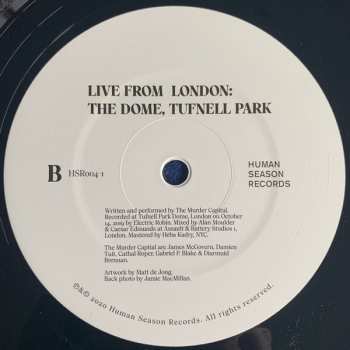 LIVE FROM LONDON:
THE DOME, TUFNELL PARK
B HSR004-1
HUMAN
SEASON
RECORDS
Written and performed by The Murder Capital.
Recorded at Tufnell Park Dome, London on October
14, 2019 by Electric Robin. Mixed by Alan Moulder
& Caesar Edmunds at Assault & Battery Studios 1,
London. Mastered by Heba Kadry, NYC.
The Murder Capital are: James McGovern, Damien
Tuit, Cathal Roper, Gabriel P. Blake & Diarmuid
Brennan.
Artwork by Matt de Jong.
Back photo by Jamie MacMillan.
℗&© 2020 Human Season Records. All rights reserved.